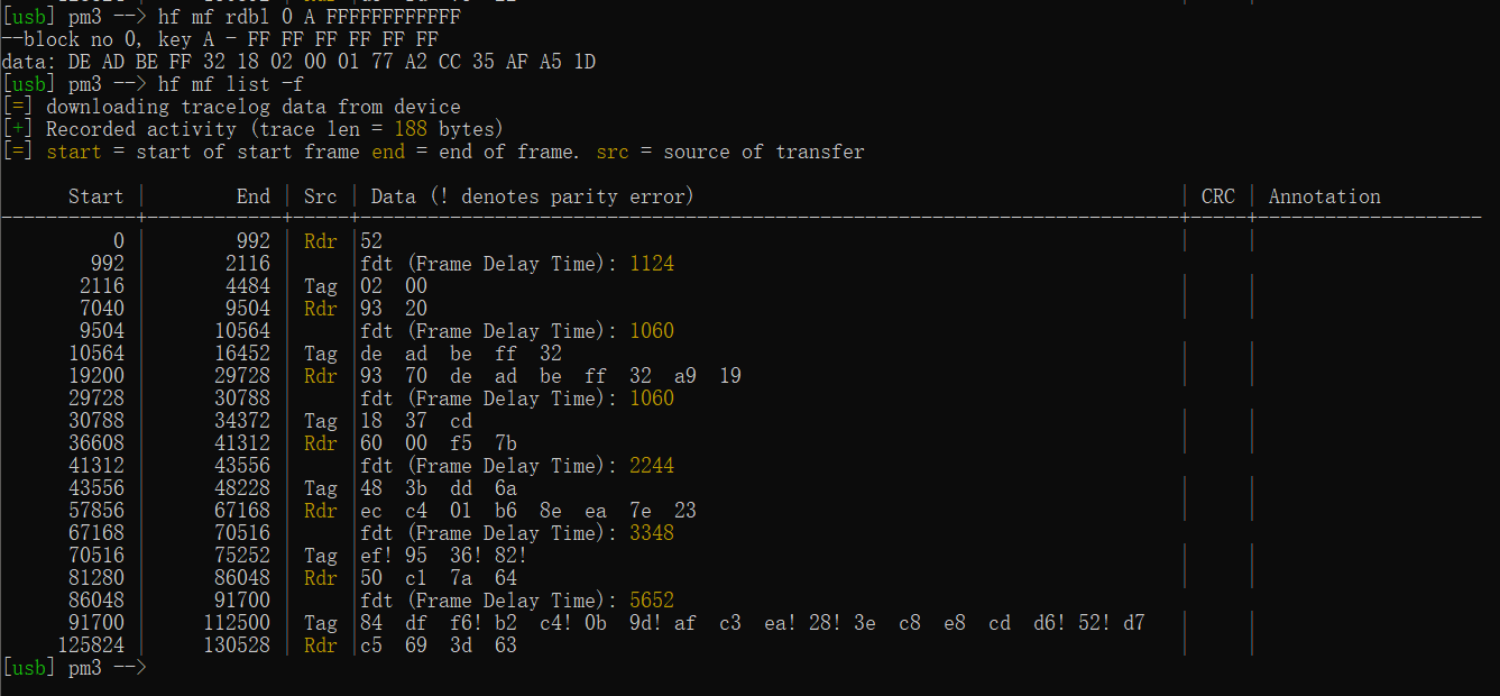 [usb] pm3 --> hf mf rdbl 0 A FFFFFFFFFFFF
--block no 0, key A - FF FF FF FF FF FF
data: DE AD BE FF 32 18 02 00 01 77 A2 CC 35 AF A5 1D
[usb] pm3 --> hf mf list -f
[=] downloading tracelog data from device
[+] Recorded activity (trace len = 188 bytes)
[=] start = start of start frame end = end of frame. src = source of transfer
Start | End | Src | Data (! denotes parity error) | CRC | Annotation
0 | 992 | Rdr |52 | |
992 | 2116 | |fdt (Frame Delay Time): 1124
2116 | 4484 | Tag |02 00 | |
7040 | 9504 | Rdr |93 20 | |
9504 | 10564 | |fdt (Frame Delay Time): 1060
10564 | 16452 | Tag |de ad be ff 32 | |
19200 | 29728 | Rdr |93 70 de ad be ff 32 a9 19 | |
29728 | 30788 | |fdt (Frame Delay Time): 1060
30788 | 34372 | Tag |18 37 cd | |
36608 | 41312 | Rdr |60 00 f5 7b | |
41312 | 43556 | |fdt (Frame Delay Time): 2244
43556 | 48228 | Tag |48 3b dd 6a | |
57856 | 67168 | Rdr |ec c4 01 b6 8e ea 7e 23 | |
67168 | 70516 | |fdt (Frame Delay Time): 3348
70516 | 75252 | Tag |ef! 95 36! 82! | |
81280 | 86048 | Rdr |50 c1 7a 64 | |
86048 | 91700 | |fdt (Frame Delay Time): 5652
91700 | 112500 | Tag |84 df f6! b2 c4! 0b 9d! af c3 ea! 28! 3e c8 e8 cd d6! 52! d7 | |
125824 | 130528 | Rdr |c5 69 3d 63 | |
[usb] pm3 -->